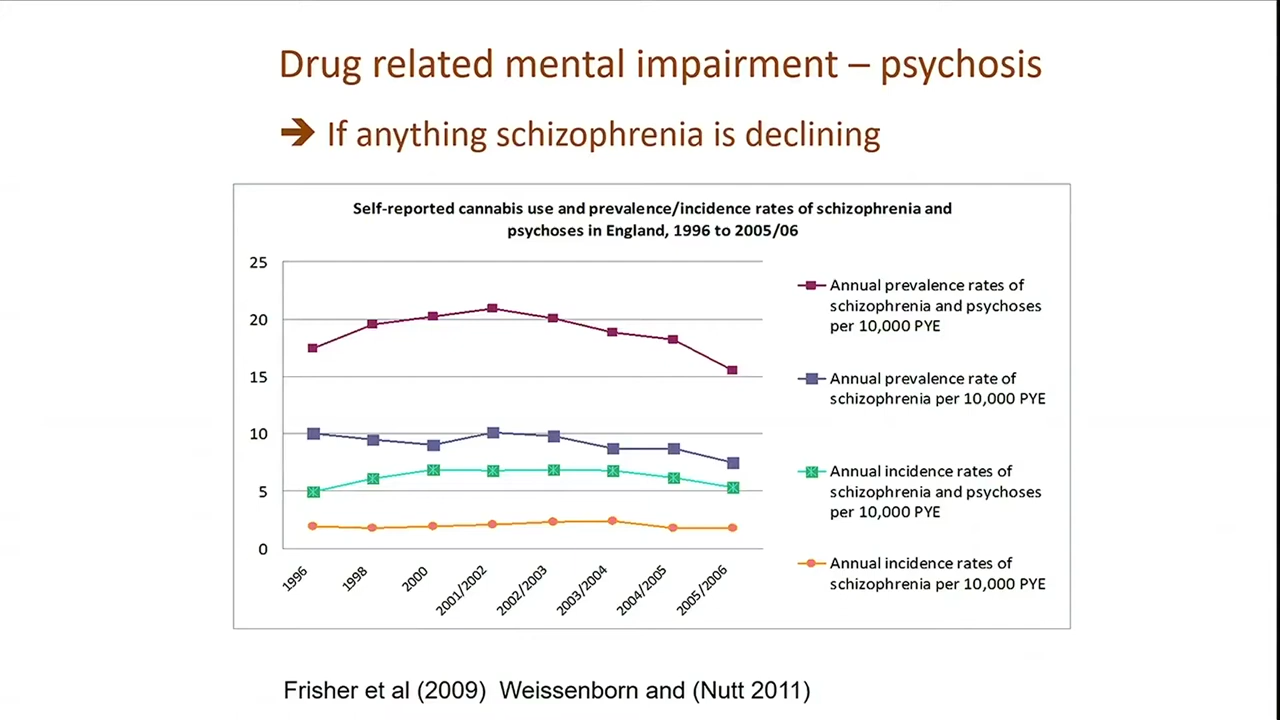 Drug related mental impairment – psychosis
➔ If anything schizophrenia is declining
Self-reported cannabis use and prevalence/incidence rates of schizophrenia and
psychoses in England, 1996 to 2005/06
25
20
15
10
5
0
1996
1998
2000
2001/2002
2002/2003
2003/2004
2004/2005
2005/2006
Annual prevalence rates of
schizophrenia and psychoses
per 10,000 PYE
Annual prevalence rate of
schizophrenia per 10,000 PYE
Annual incidence rates of
schizophrenia and psychoses
per 10,000 PYE
Annual incidence rates of
schizophrenia per 10,000 PYE
Frisher et al (2009)  Weissenborn and (Nutt 2011)